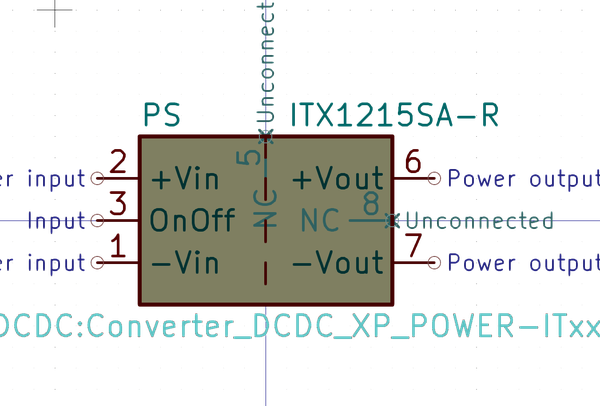 Unconnect
PS ITX1215SA-R
er input 2 +Vin 5 +Vout 6 Power output
Input 3 OnOff NC NC 8 Unconnected
er input 1 -Vin -Vout 7 Power output
DCDC:Converter_DCDC_XP_POWER-ITxx